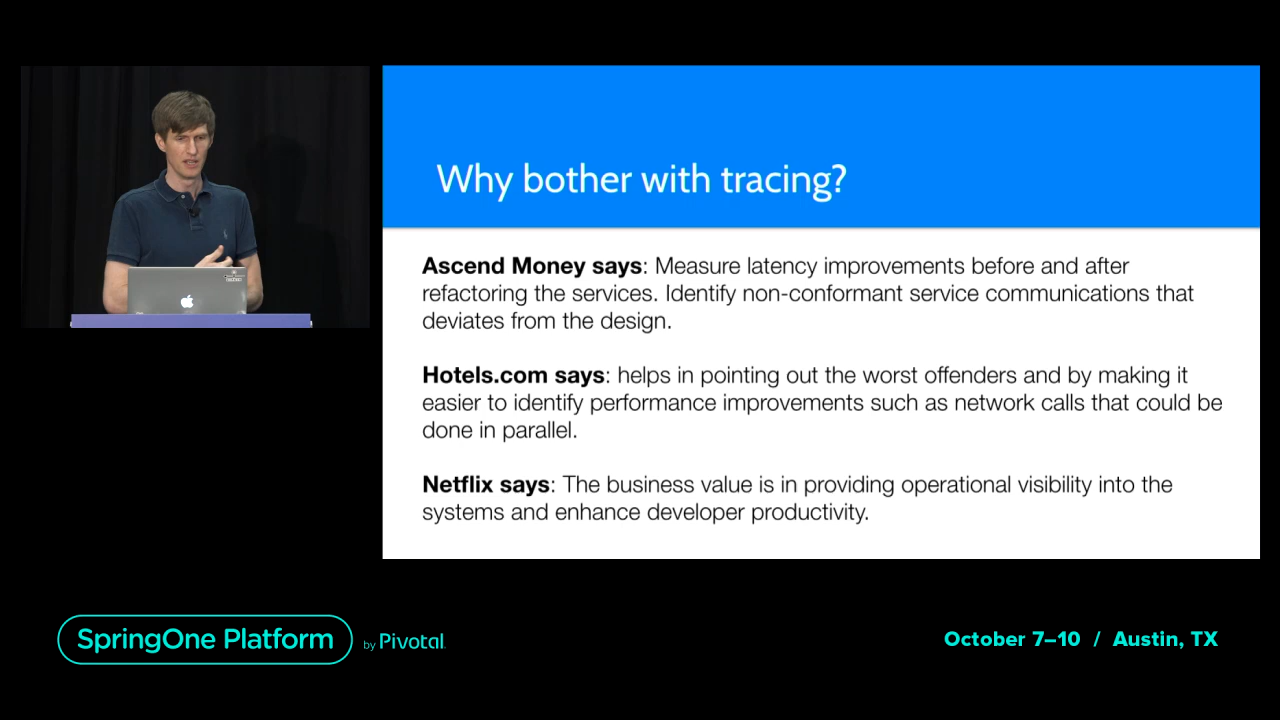 Why bother with tracing?
Ascend Money says: Measure latency improvements before and after
refactoring the services. Identify non-conformant service communications that
deviates from the design.
Hotels.com says: helps in pointing out the worst offenders and by making it
easier to identify performance improvements such as network calls that could be
done in parallel.
Netflix says: The business value is in providing operational visibility into the
systems and enhance developer productivity.
SpringOne Platform by Pivotal
October 7–10 / Austin, TX